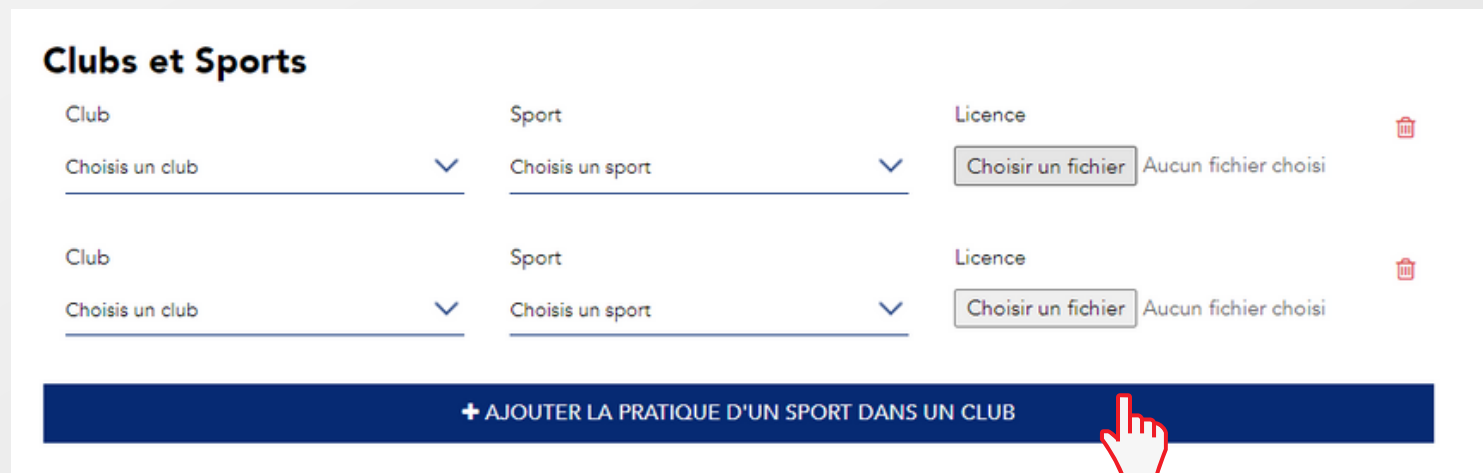 Clubs et Sports
Club Sport Licence
Choisis un club Choisis un sport Choisir un fichier Aucun fichier choisi
Club Sport Licence
Choisis un club Choisis un sport Choisir un fichier Aucun fichier choisi
+ AJOUTER LA PRATIQUE D'UN SPORT DANS UN CLUB